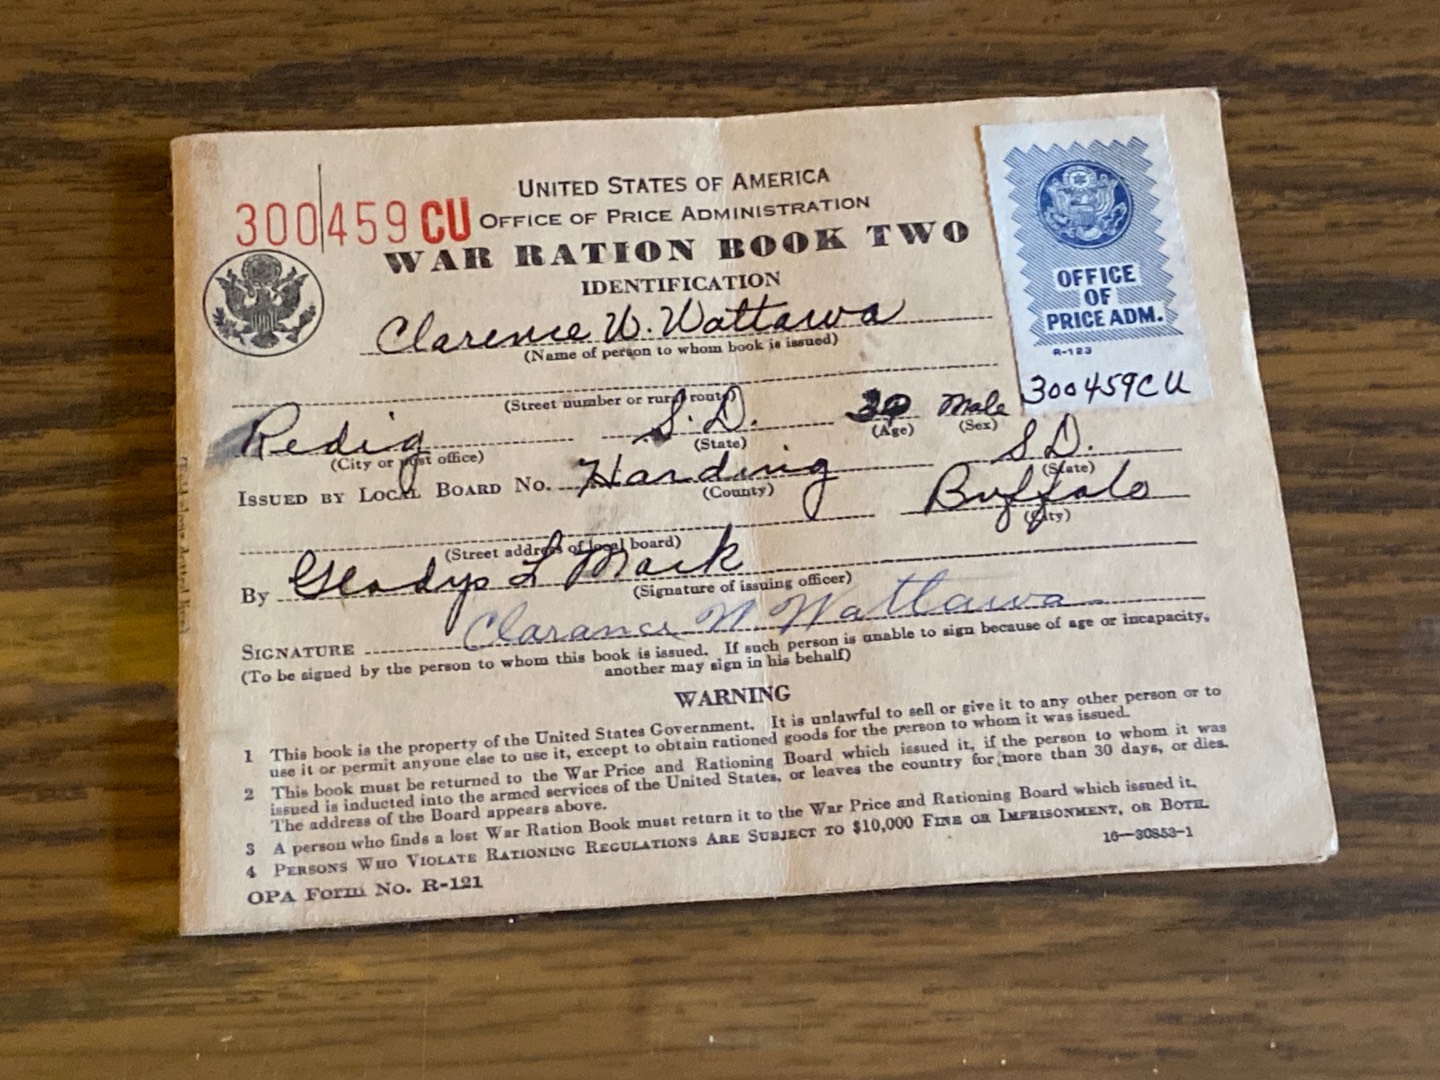 UNITED STATES OF AMERICA
300459 CU OFFICE OF PRICE ADMINISTRATION
WAR RATION BOOK TWO
IDENTIFICATION
OFFICE
OF
PRICE ADM.
R-123
300459CU
Clarence W. Wattawa
(Name of person to whom book is issued)
(Street number or rural route)
Redig S.D. Male
(City or post office) (State) (Age) (Sex)
ISSUED BY LOCAL BOARD No. Harding S.D.
(County) (State)
Buffalo
(Street address of local board) (City)
By Gladys L Mack
(Signature of issuing officer)
SIGNATURE Clarance W. Wattawa
(To be signed by the person to whom this book is issued. If such person is unable to sign because of age or incapacity,
another may sign in his behalf)
WARNING
1 This book is the property of the United States Government. It is unlawful to sell or give it to any other person or to
use it or permit anyone else to use it, except to obtain rationed goods for the person to whom it was issued.
2 This book must be returned to the War Price and Rationing Board which issued it, if the person to whom it was
issued is inducted into the armed services of the United States, or leaves the country for more than 30 days, or dies.
The address of the Board appears above.
3 A person who finds a lost War Ration Book must return it to the War Price and Rationing Board which issued it.
4 PERSONS WHO VIOLATE RATIONING REGULATIONS ARE SUBJECT TO $10,000 FINE OR IMPRISONMENT, OR BOTH.
OPA Form No. R-121 16—30853-1